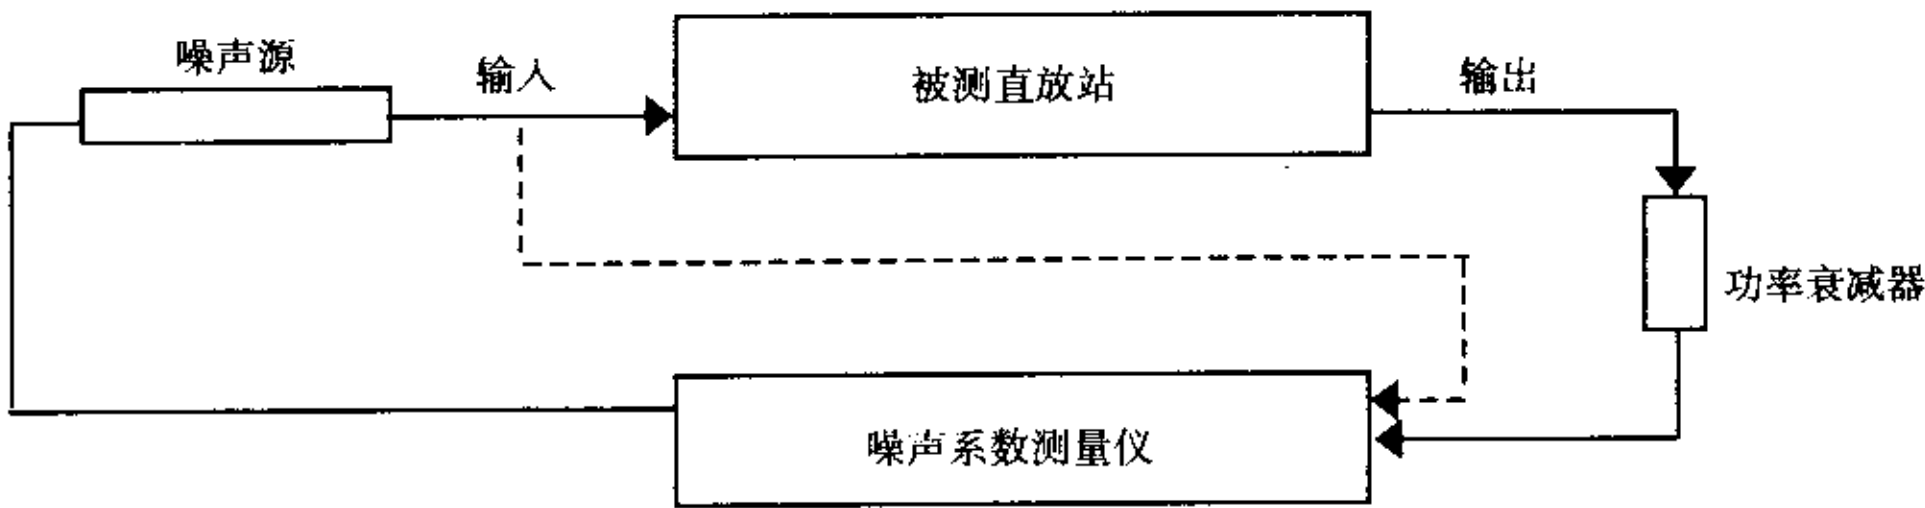 噪声源
输入
被测直放站
输出
功率衰减器
噪声系数测量仪